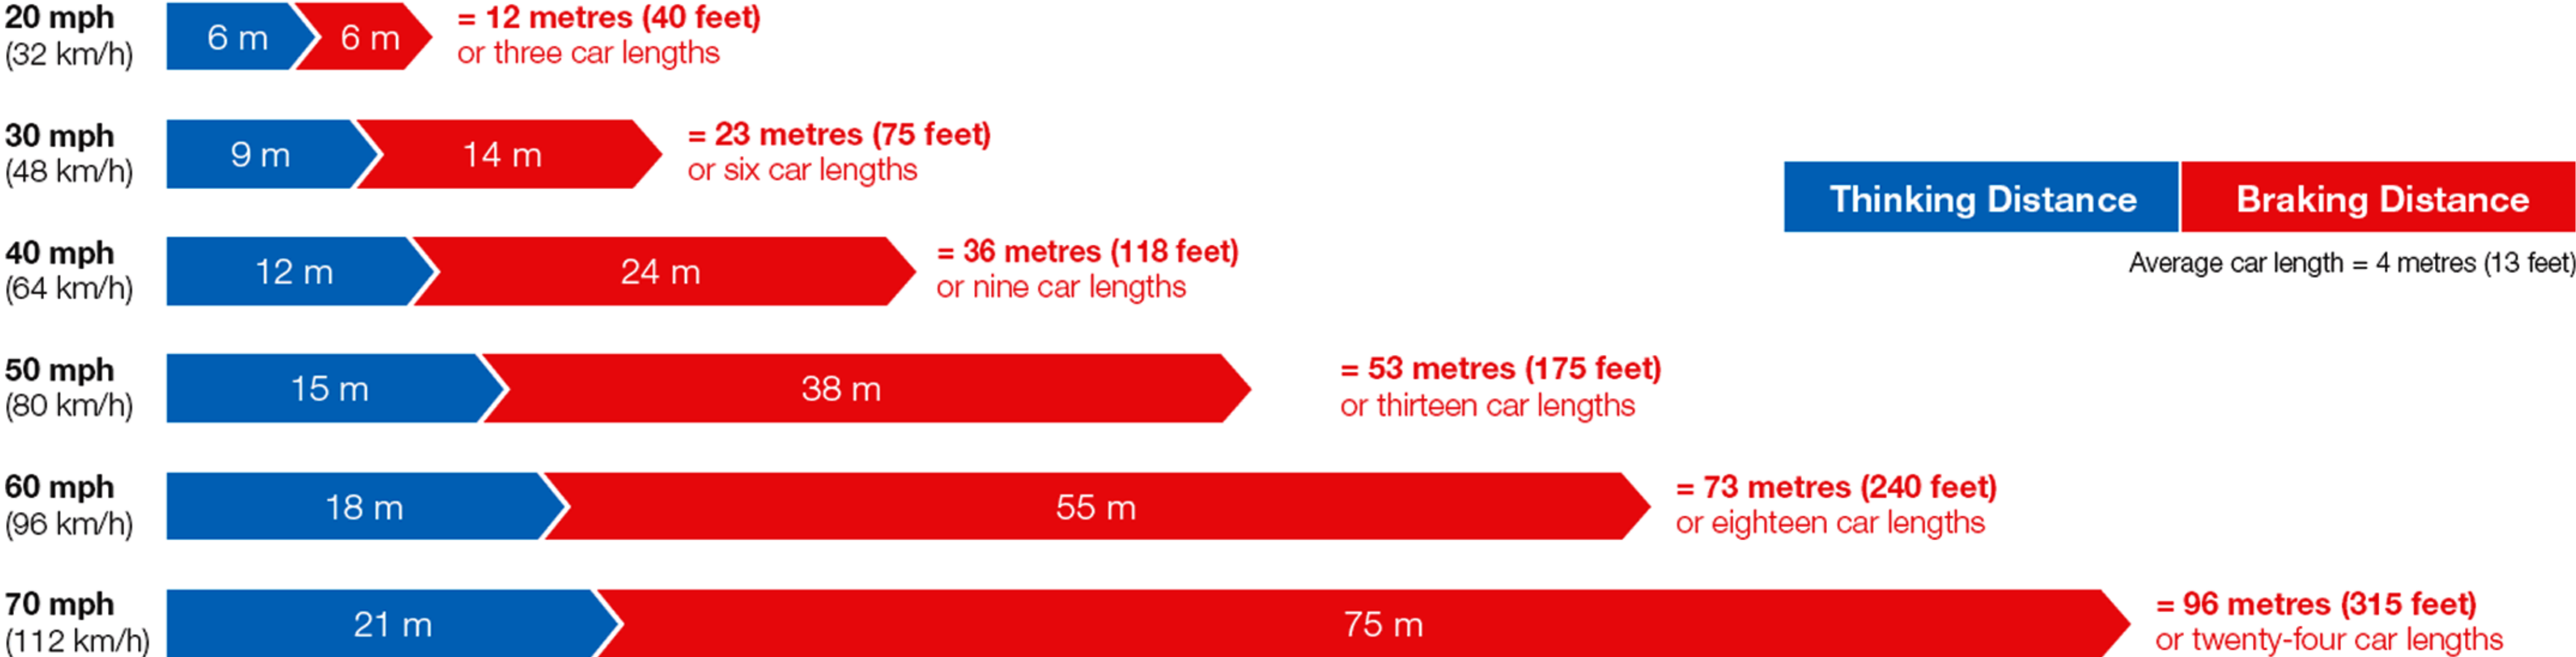 20 mph
(32 km/h)
6 m
6 m
= 12 metres (40 feet)
or three car lengths
30 mph
(48 km/h)
9 m
14 m
= 23 metres (75 feet)
or six car lengths
Thinking Distance
Braking Distance
Average car length = 4 metres (13 feet)
40 mph
(64 km/h)
12 m
24 m
= 36 metres (118 feet)
or nine car lengths
50 mph
(80 km/h)
15 m
38 m
= 53 metres (175 feet)
or thirteen car lengths
60 mph
(96 km/h)
18 m
55 m
= 73 metres (240 feet)
or eighteen car lengths
70 mph
(112 km/h)
21 m
75 m
= 96 metres (315 feet)
or twenty-four car lengths